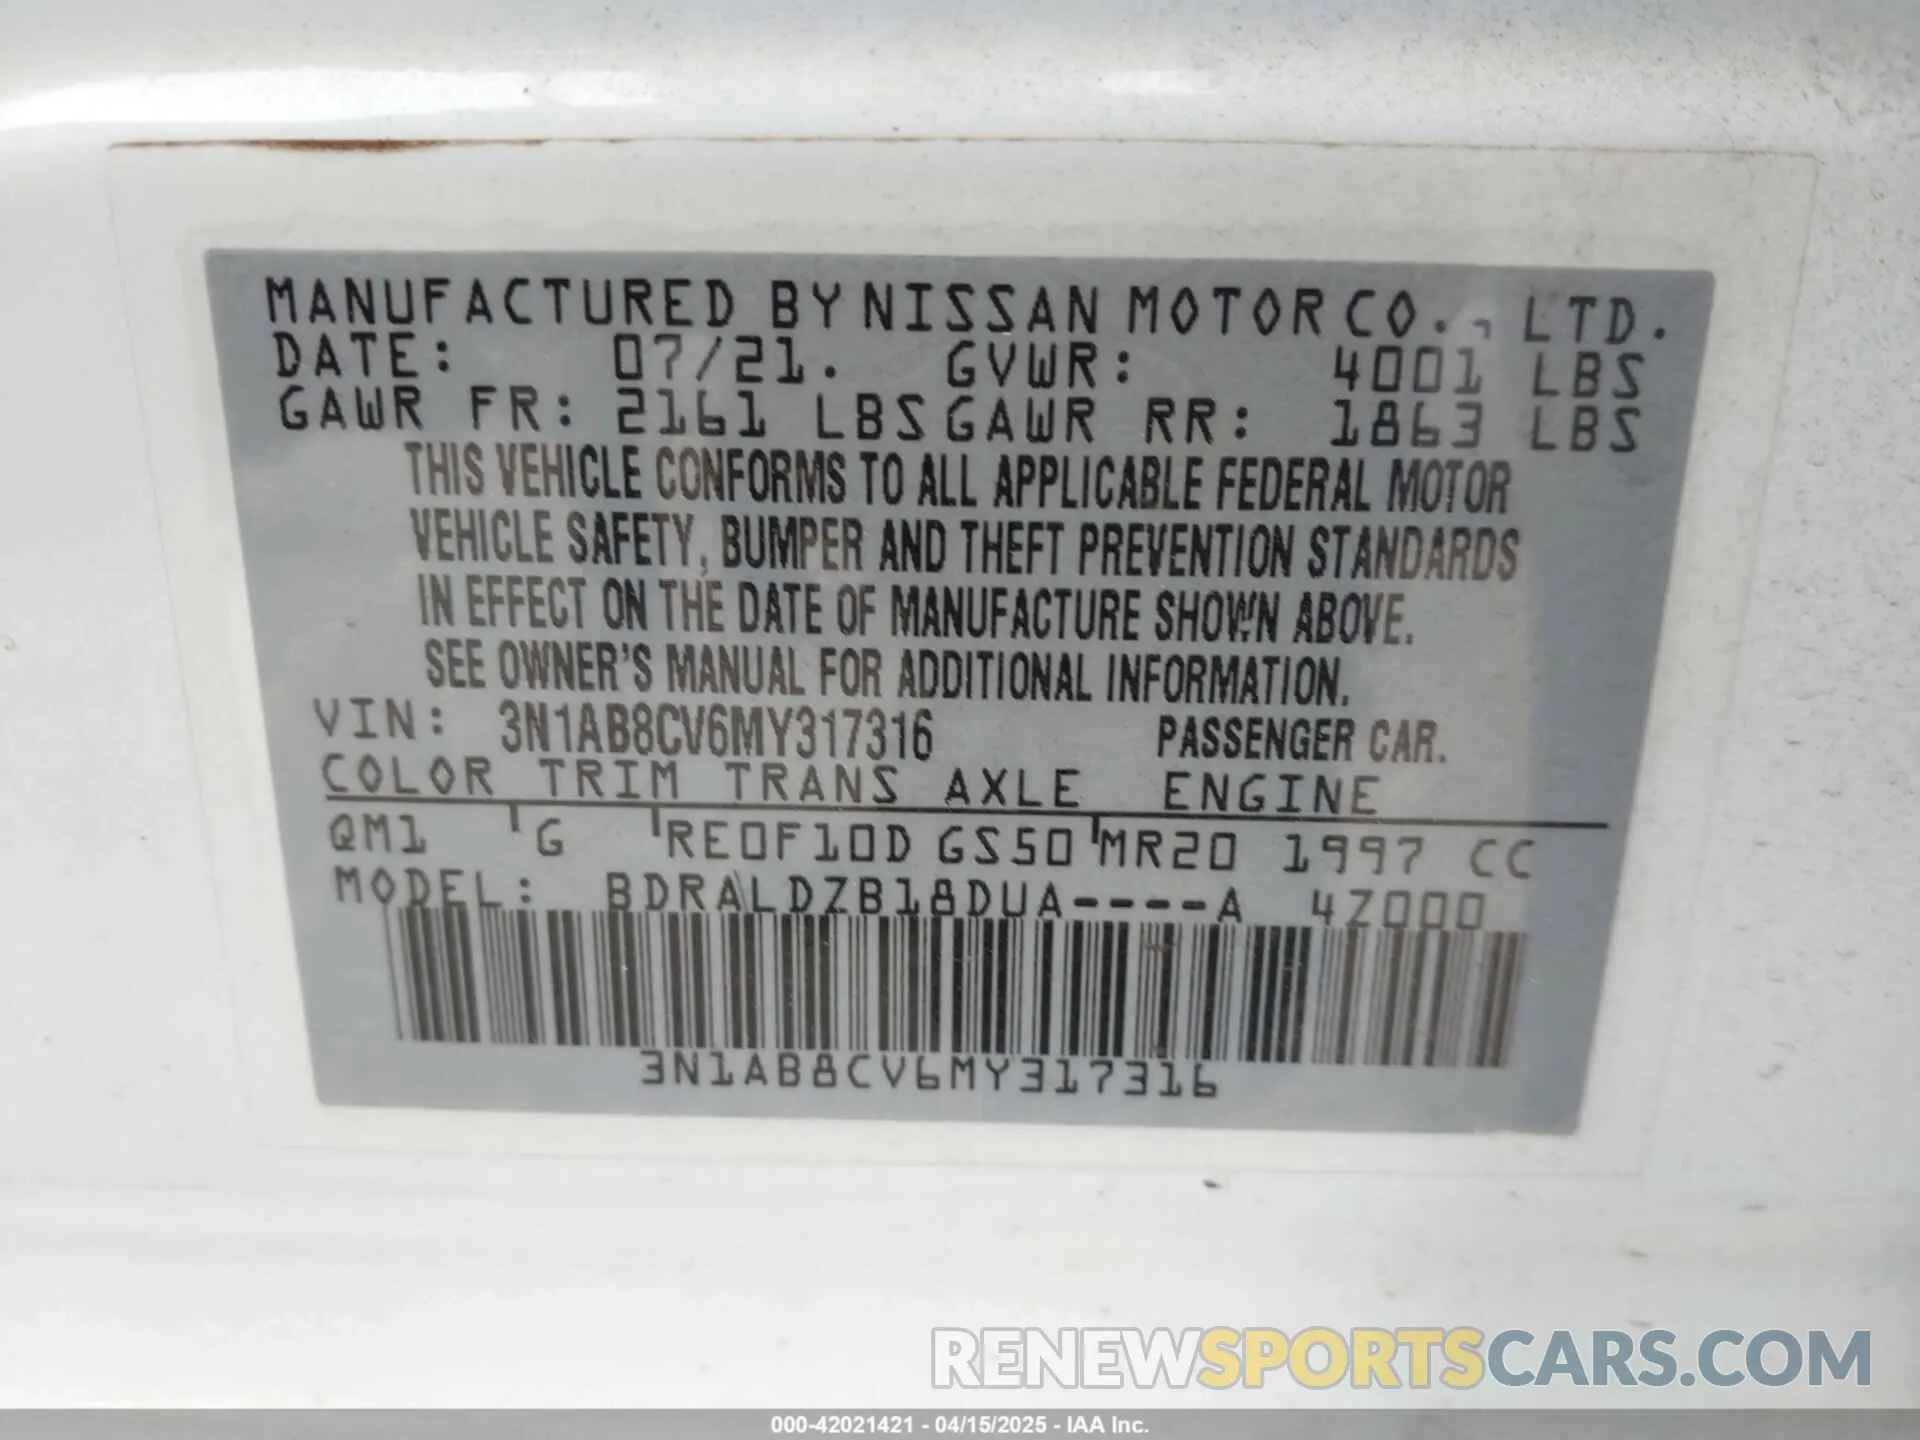 MANUFACTURED BY NISSAN MOTOR CO., LTD.
DATE: 07/21. GVWR: 4001 LBS
GAWR FR: 2161 LBS GAWR RR: 1863 LBS
THIS VEHICLE CONFORMS TO ALL APPLICABLE FEDERAL MOTOR
VEHICLE SAFETY, BUMPER AND THEFT PREVENTION STANDARDS
IN EFFECT ON THE DATE OF MANUFACTURE SHOWN ABOVE.
SEE OWNER'S MANUAL FOR ADDITIONAL INFORMATION.
VIN: 3N1AB8CV6MY317316 PASSENGER CAR.
COLOR TRIM TRANS AXLE ENGINE
QM1 G RE0F10D GS50 MR20 1997 CC
MODEL: BDRALDZB18DUA----A 4Z000
3N1AB8CV6MY317316
RENEWSPORTSCARS.COM
000-42021421 - 04/15/2025 - IAA Inc.